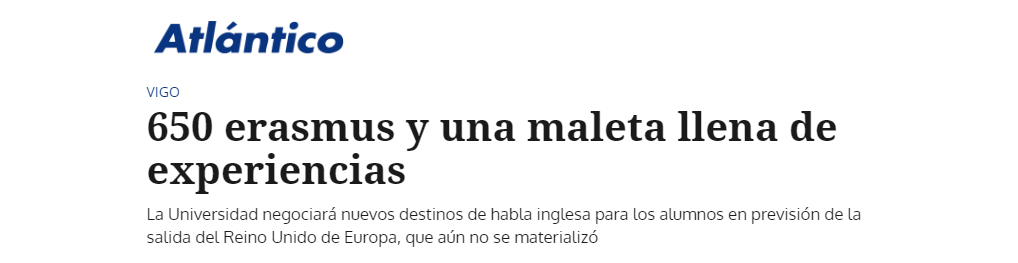 Atlántico
VIGO
650 erasmus y una maleta llena de
experiencias
La Universidad negociará nuevos destinos de habla inglesa para los alumnos en previsión de la
salida del Reino Unido de Europa, que aún no se materializó